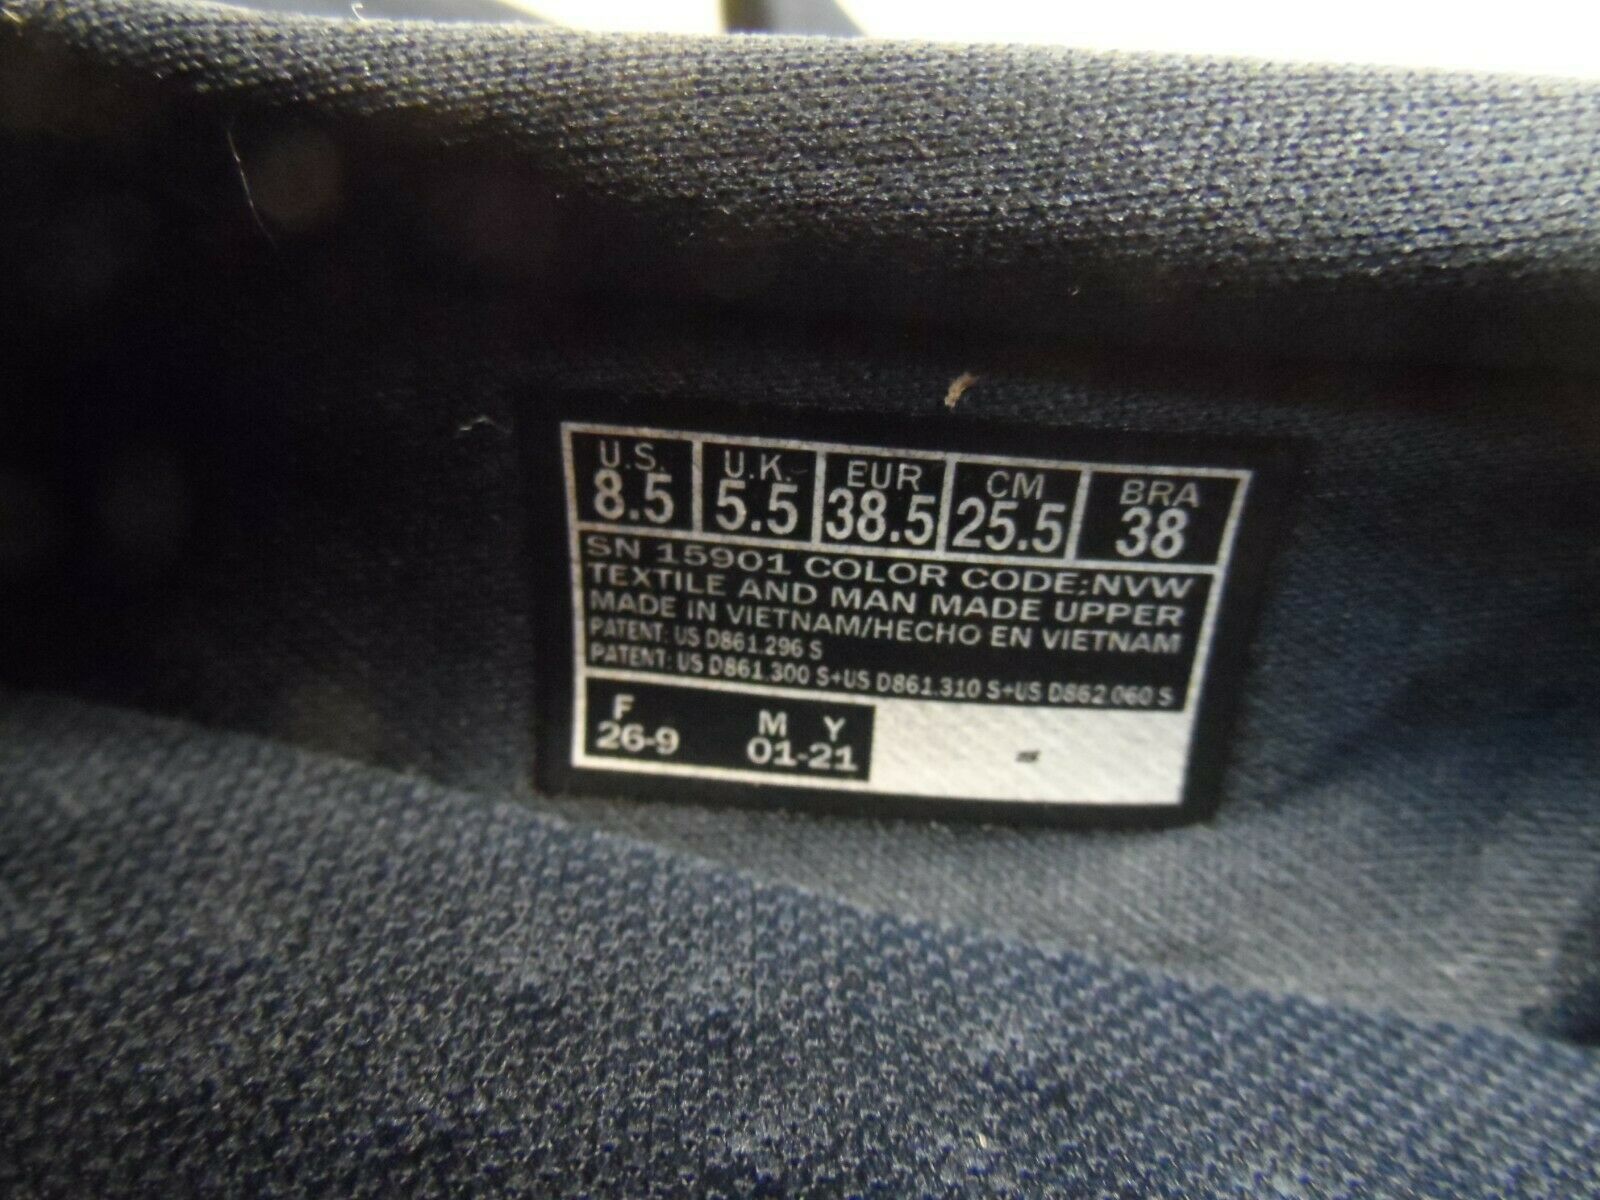 U.S. U.K. EUR CM BRA
8.5 5.5 38.5 25.5 38
SN 15901 COLOR CODE:NVW
TEXTILE AND MAN MADE UPPER
MADE IN VIETNAM/HECHO EN VIETNAM
PATENT: US D861.296 S
PATENT: US D861.300 S+US D861.310 S+US D862.060 S
F M Y
26-9 01-21